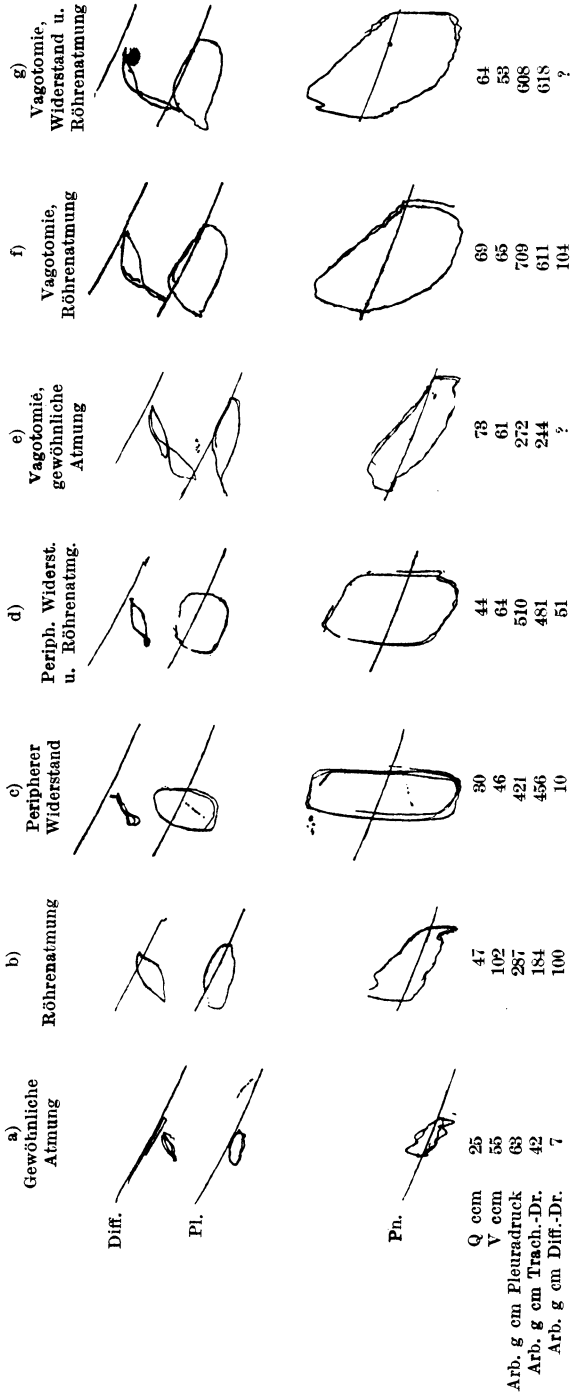 a)
Gewöhnliche
Atmung
b)
Röhrenatmung
c)
Peripherer
Widerstand
d)
Periph. Widerst.
u. Röhrenatmg.
e)
Vagotomie,
gewöhnliche
Atmung
f)
Vagotomie,
Röhrenatmung
g)
Vagotomie,
Widerstand u.
Röhrenatmung
Diff.
Pl.
Pn.
Q ccm 25 47 30 44 78 69 64
V ccm 55 102 46 64 61 65 53
Arb. g cm Pleuradruck 63 287 421 510 272 709 608
Arb. g cm Trach.-Dr. 42 184 456 481 244 611 618
Arb. g cm Diff.-Dr. 7 100 10 51 ? 104 ?